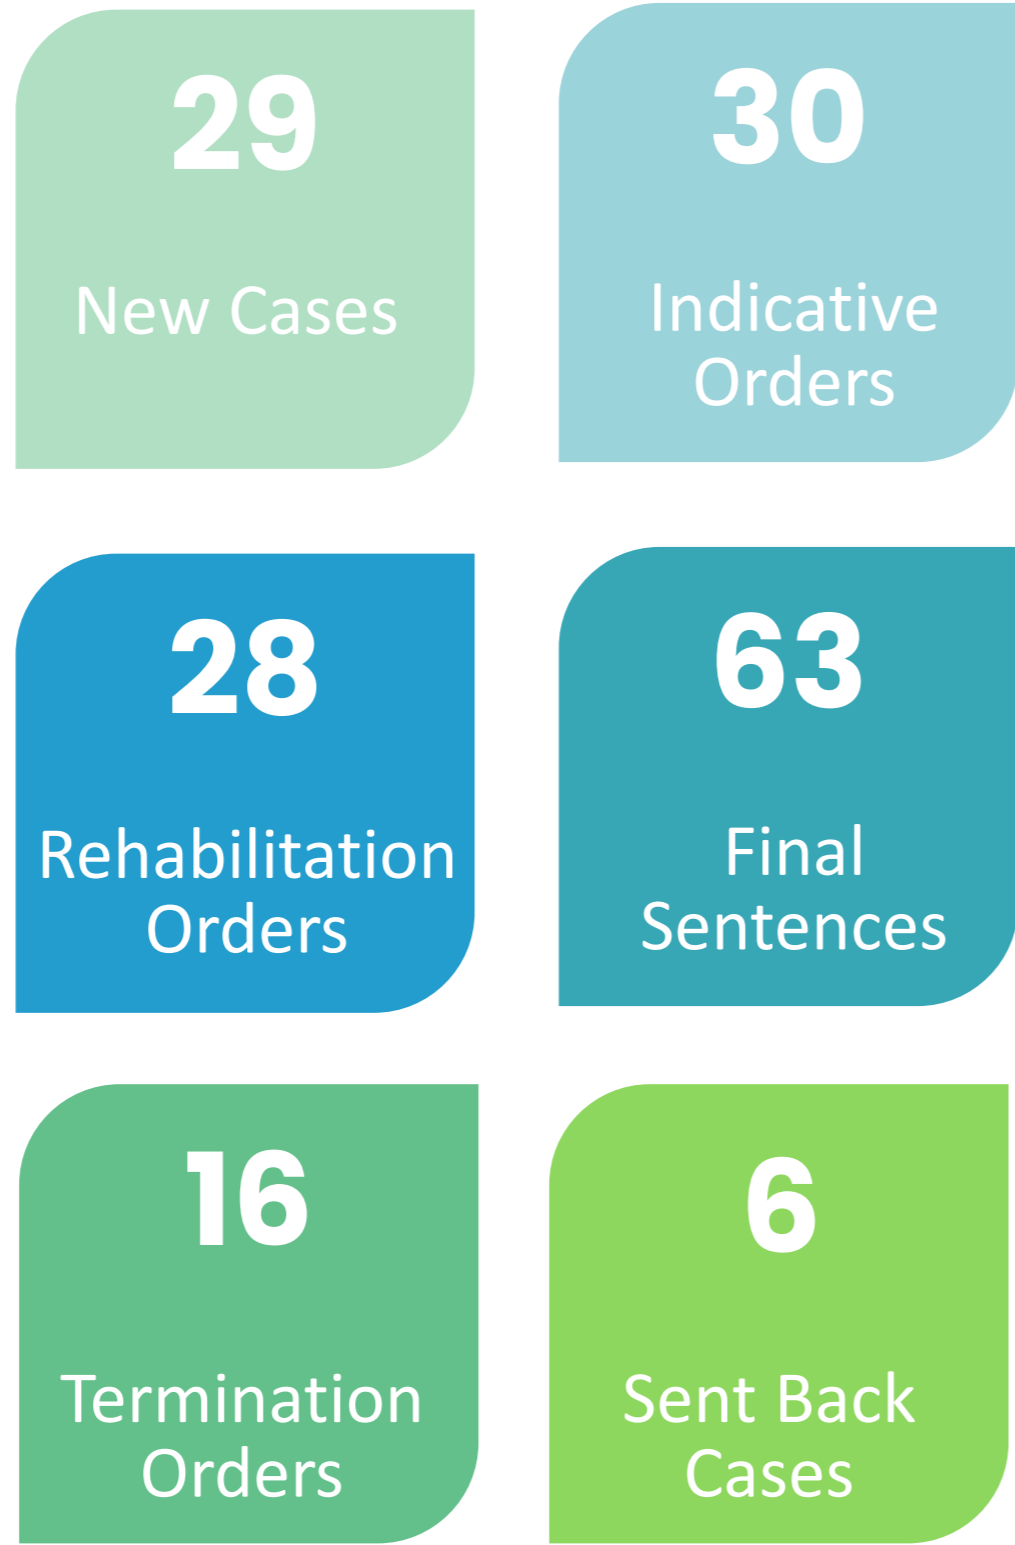 29
New Cases
30
Indicative
Orders
28
Rehabilitation
Orders
63
Final
Sentences
16
Termination
Orders
6
Sent Back
Cases